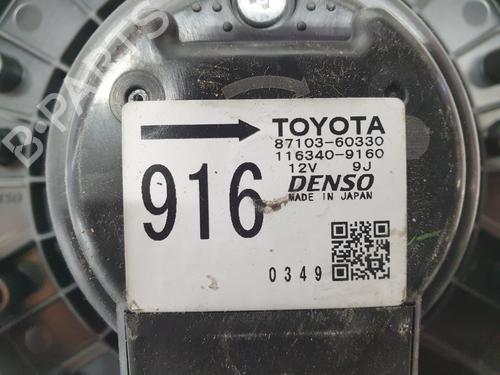 TOYOTA
87103-60330
116340-9160
12V 9J
916
DENSO
MADE IN JAPAN
0349
B-PARTS